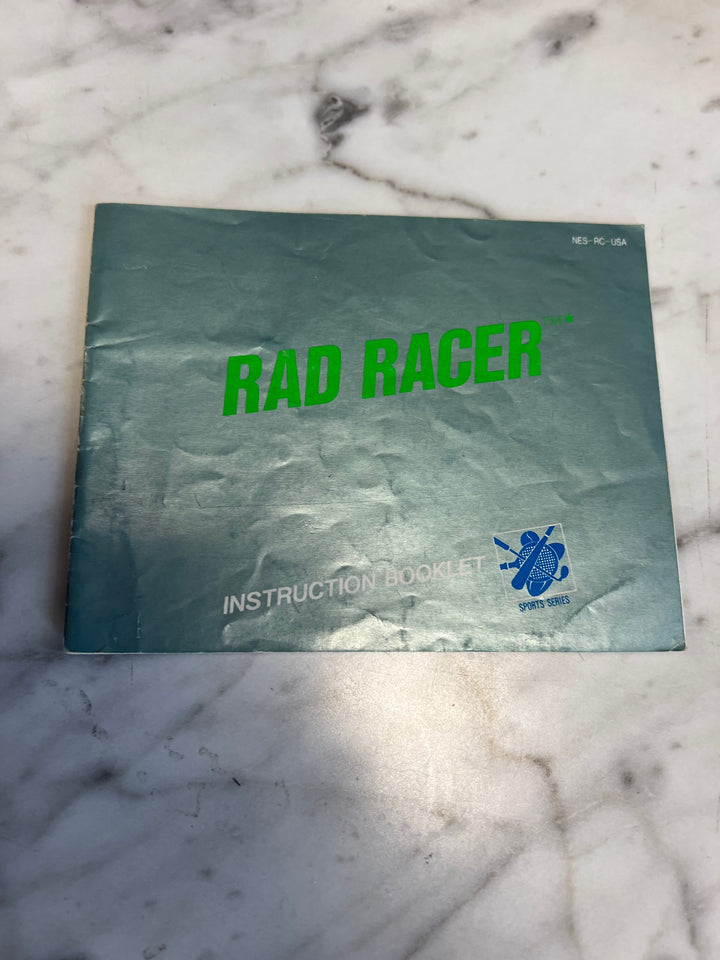 NES-RC-USA
RAD RACER™*
INSTRUCTION BOOKLET
SPORTS SERIES